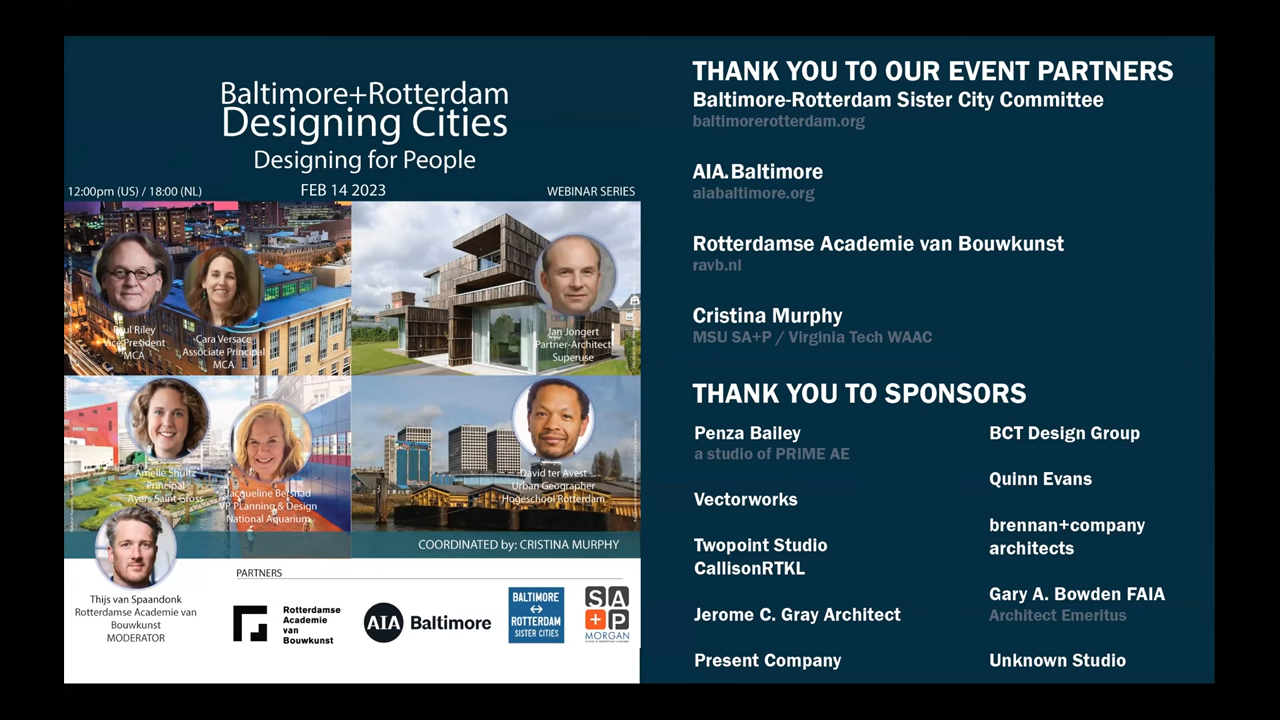 Baltimore+Rotterdam
Designing Cities
Designing for People
12:00pm (US) / 18:00 (NL)
FEB 14 2023
WEBINAR SERIES
Paul Riley
Vice President
MCA
Cara Versace
Associate Principal
MCA
Jan Jongert
Partner-Architect
Superuse
Amelle Shultz
Principal
Ayers Saint Gross
Jacqueline Bershad
VP PLanning & Design
National Aquarium
David ter Avest
Urban Geographer
Hogeschool Rotterdam
COORDINATED by: CRISTINA MURPHY
Thijs van Spaandonk
Rotterdamse Academie van
Bouwkunst
MODERATOR
PARTNERS
Rotterdamse
Academie
van
Bouwkunst
AIA Baltimore
BALTIMORE
↔
ROTTERDAM
SISTER CITIES
SA
+P
MORGAN
THANK YOU TO OUR EVENT PARTNERS
Baltimore-Rotterdam Sister City Committee
baltimorerotterdam.org
AIA.Baltimore
aiabaltimore.org
Rotterdamse Academie van Bouwkunst
ravb.nl
Cristina Murphy
MSU SA+P / Virginia Tech WAAC
THANK YOU TO SPONSORS
Penza Bailey
a studio of PRIME AE
Vectorworks
Twopoint Studio
CallisonRTKL
Jerome C. Gray Architect
Present Company
BCT Design Group
Quinn Evans
brennan+company
architects
Gary A. Bowden FAIA
Architect Emeritus
Unknown Studio